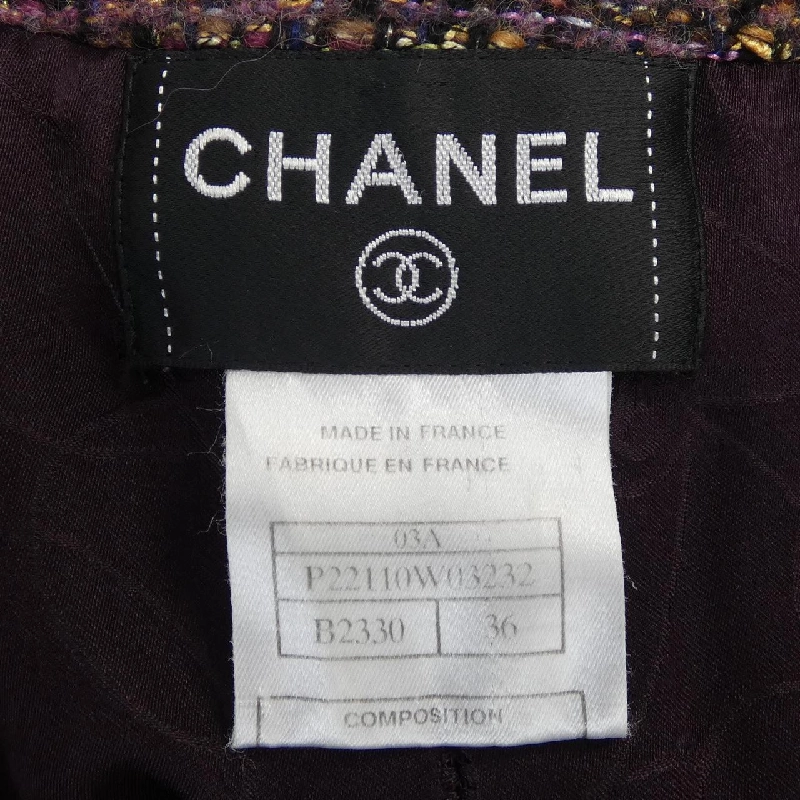 CHANEL
MADE IN FRANCE
FABRIQUE EN FRANCE
03A
P22110W03232
B2330 36
COMPOSITION